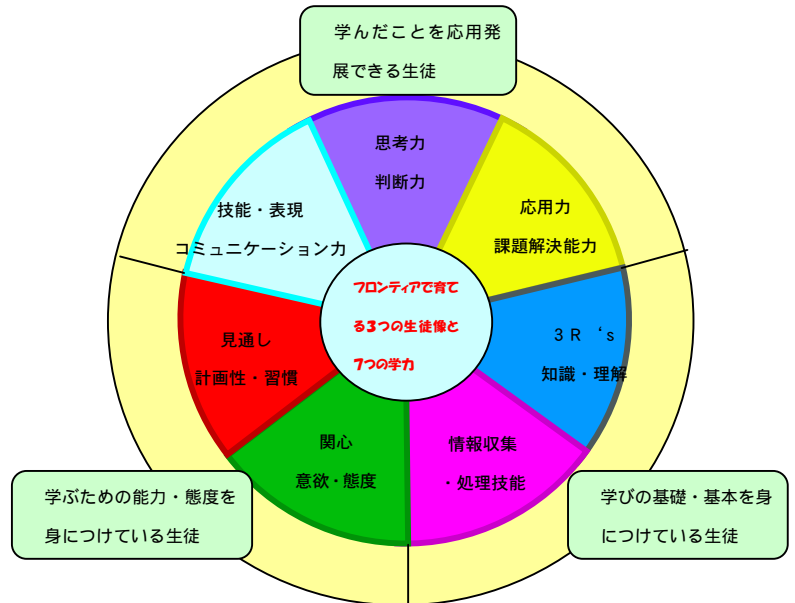 学んだことを応用発
展できる生徒
思考力
判断力
技能・表現
コミュニケーション力
応用力
課題解決能力
フロンティアで育て
る3つの生徒像と
7つの学力
見通し
計画性・習慣
3R‘s
知識・理解
関心
意欲・態度
情報収集
・処理技能
学ぶための能力・態度を
身につけている生徒
学びの基礎・基本を身
につけている生徒